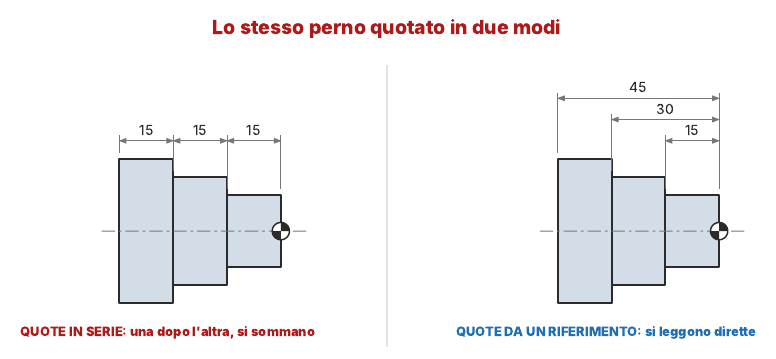 Lo stesso perno quotato in due modi
15 15 15
45
30
15
QUOTE IN SERIE: una dopo l'altra, si sommano
QUOTE DA UN RIFERIMENTO: si leggono dirette